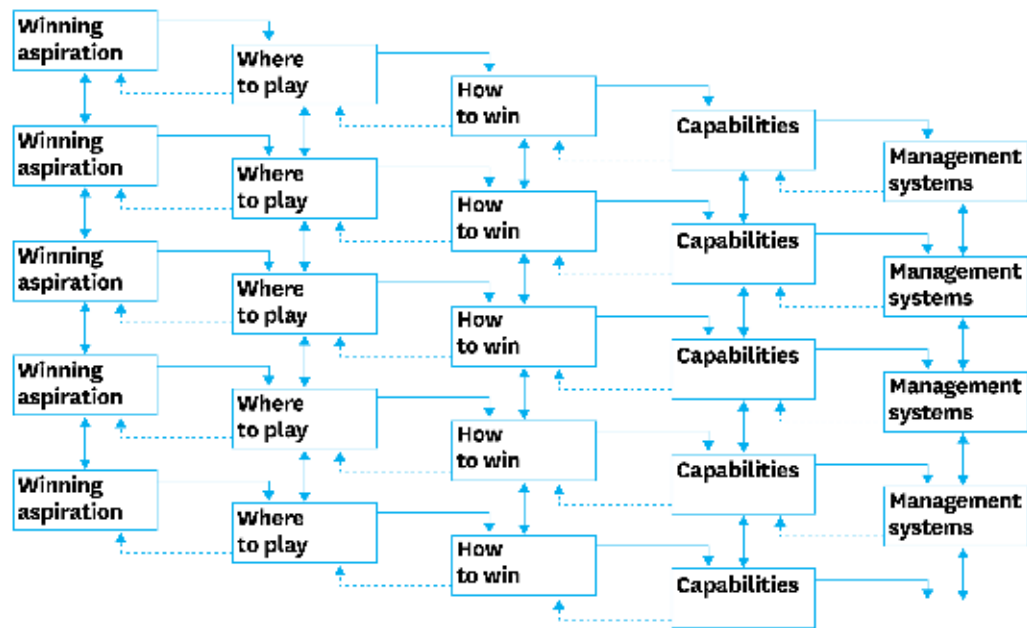 Winning
aspiration
Where
to play
How
to win
Capabilities
Management
systems
Winning
aspiration
Where
to play
How
to win
Capabilities
Management
systems
Winning
aspiration
Where
to play
How
to win
Capabilities
Management
systems
Winning
aspiration
Where
to play
How
to win
Capabilities
Management
systems
Winning
aspiration
Where
to play
How
to win
Capabilities